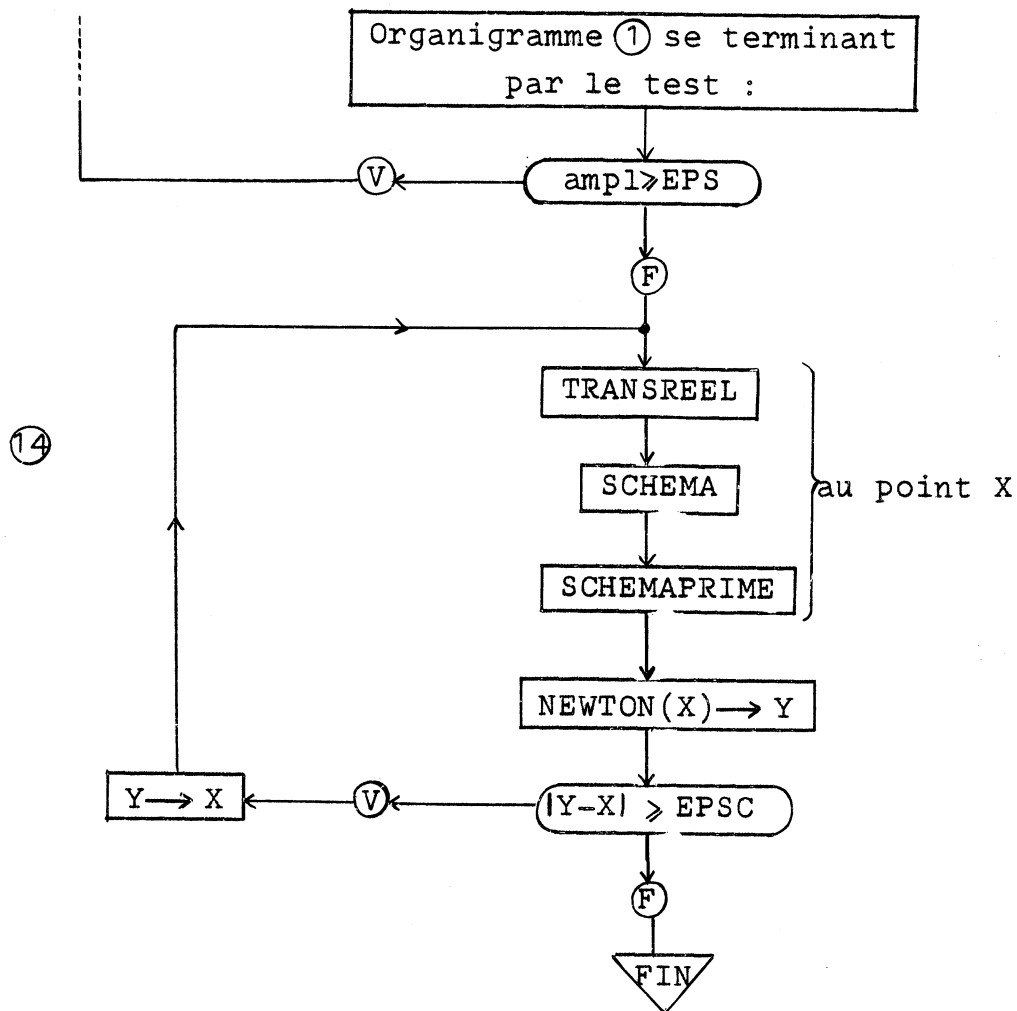 Organigramme ① se terminant
par le test :
Ⓥ
ampl⩾EPS
Ⓕ
TRANSREEL
⑭
SCHEMA
au point X
SCHEMAPRIME
NEWTON(X)⟶ Y
Y⟶ X
Ⓥ
|Y-X| ⩾ EPSC
Ⓕ
FIN